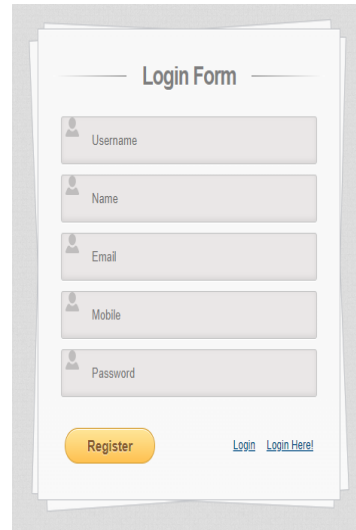 Login Form
Username
Name
Email
Mobile
Password
Register Login Login Here!